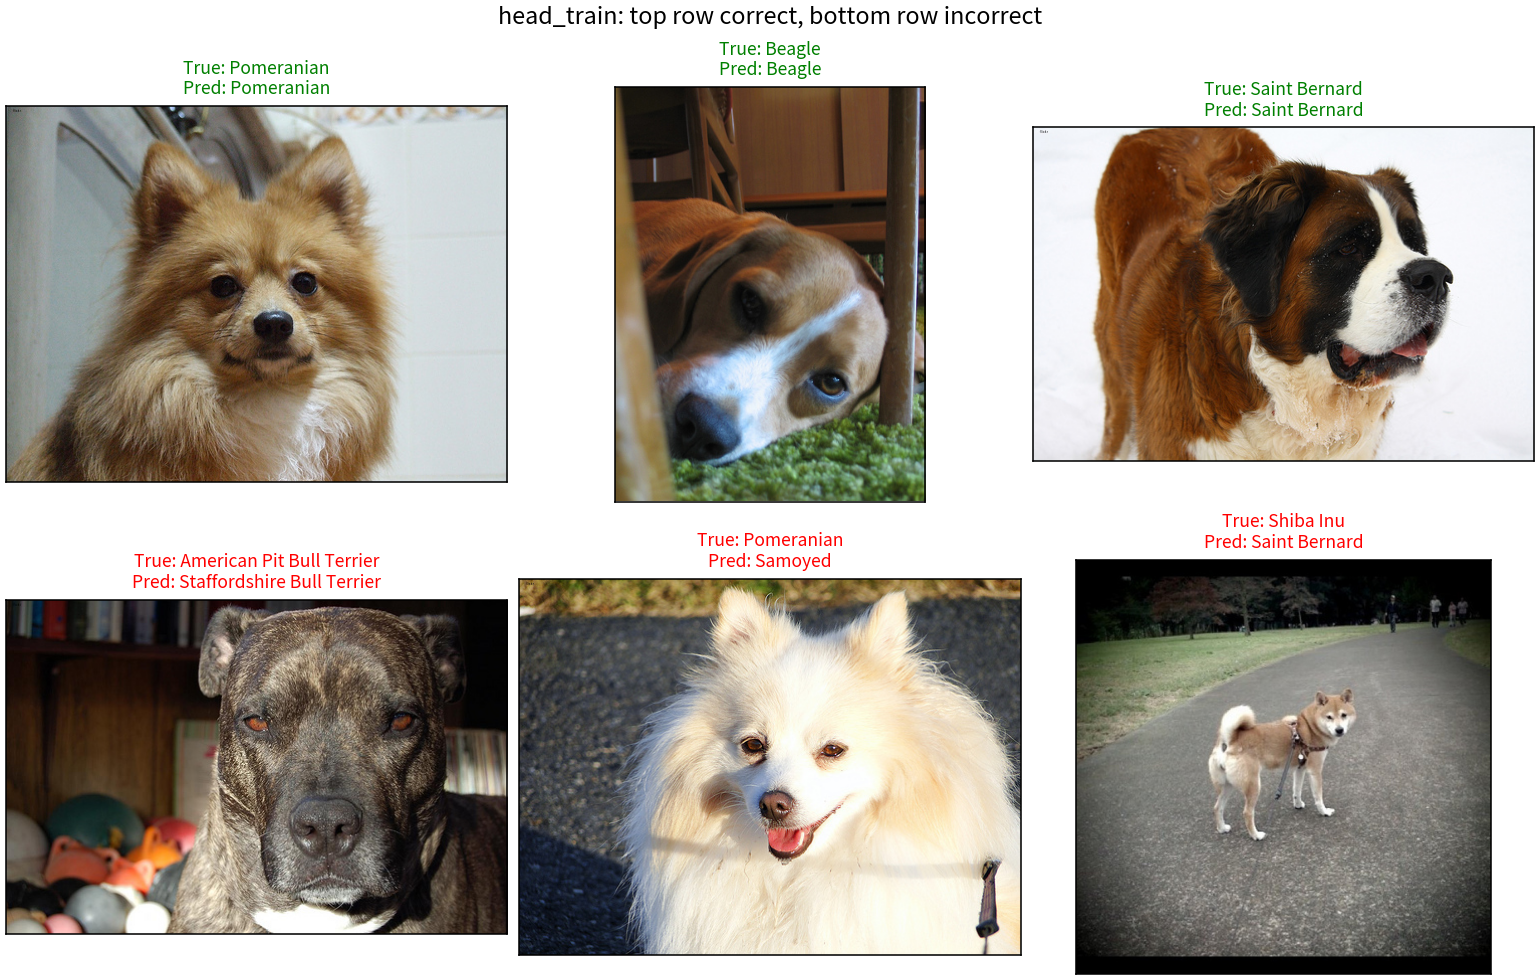 head_train: top row correct, bottom row incorrect
True: Pomeranian
Pred: Pomeranian
True: Beagle
Pred: Beagle
True: Saint Bernard
Pred: Saint Bernard
True: American Pit Bull Terrier
Pred: Staffordshire Bull Terrier
True: Pomeranian
Pred: Samoyed
True: Shiba Inu
Pred: Saint Bernard